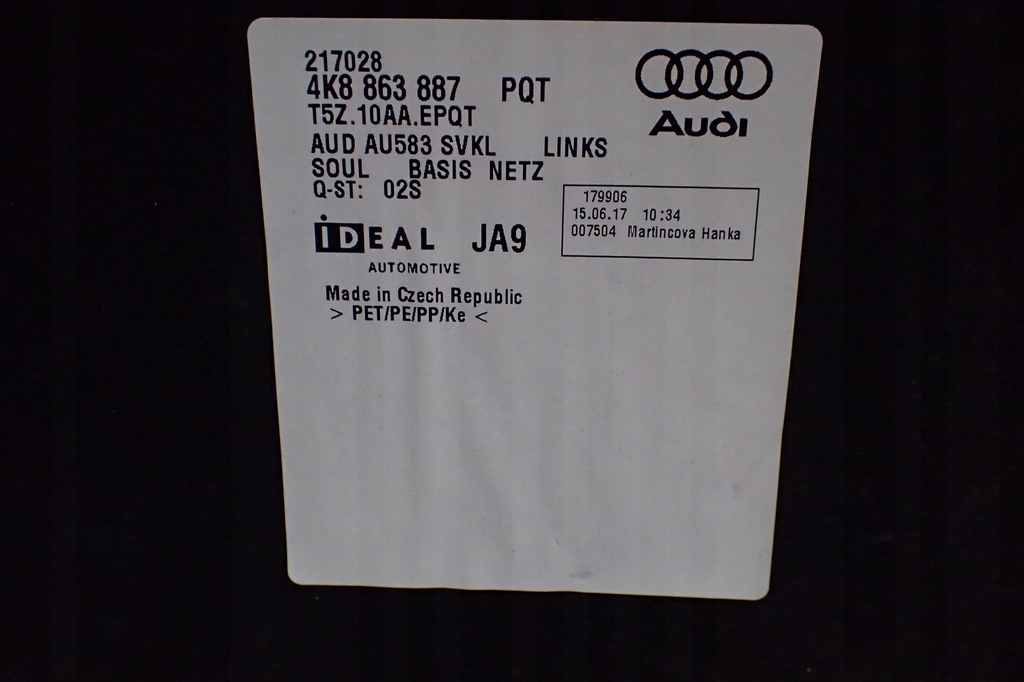 217028
4K8 863 887 PQT
T5Z.10AA.EPQT
AUD AU583 SVKL LINKS
SOUL BASIS NETZ
Q-ST: 02S
Audi
179906
15.06.17 10:34
007504 Martincova Hanka
iDEAL JA9
AUTOMOTIVE
Made in Czech Republic
> PET/PE/PP/Ke <